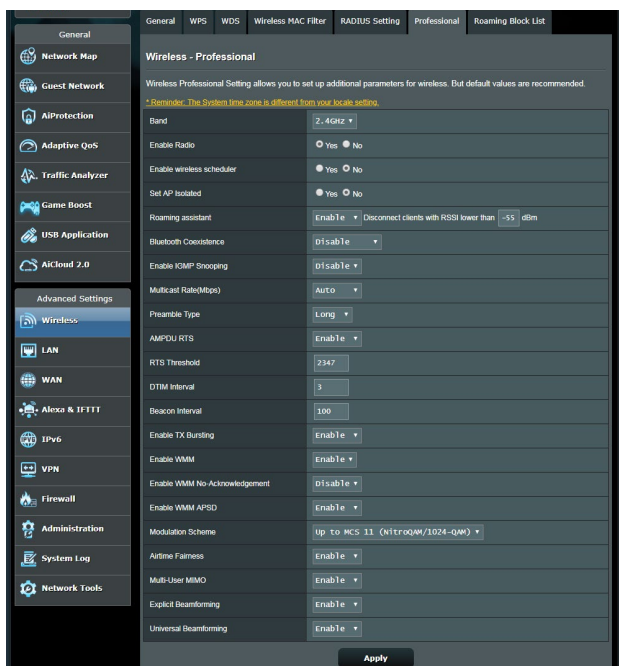 General WPS WDS Wireless MAC Filter RADIUS Setting Professional Roaming Block List
General
Network Map
Guest Network
AiProtection
Adaptive QoS
Traffic Analyzer
Game Boost
USB Application
AiCloud 2.0
Advanced Settings
Wireless
LAN
WAN
Alexa & IFTTT
IPv6
VPN
Firewall
Administration
System Log
Network Tools
Wireless - Professional
Wireless Professional Setting allows you to set up additional parameters for wireless. But default values are recommended.
* Reminder: The System time zone is different from your locale setting.
Band 2.4GHz
Enable Radio Yes No
Enable wireless scheduler Yes No
Set AP Isolated Yes No
Roaming assistant Enable Disconnect clients with RSSI lower than -55 dBm
Bluetooth Coexistence Disable
Enable IGMP Snooping Disable
Multicast Rate(Mbps) Auto
Preamble Type Long
AMPDU RTS Enable
RTS Threshold 2347
DTIM Interval 3
Beacon Interval 100
Enable TX Bursting Enable
Enable WMM Enable
Enable WMM No-Acknowledgement Disable
Enable WMM APSD Enable
Modulation Scheme Up to MCS 11 (NitroQAM/1024-QAM)
Airtime Fairness Enable
Multi-User MIMO Enable
Explicit Beamforming Enable
Universal Beamforming Enable
Apply